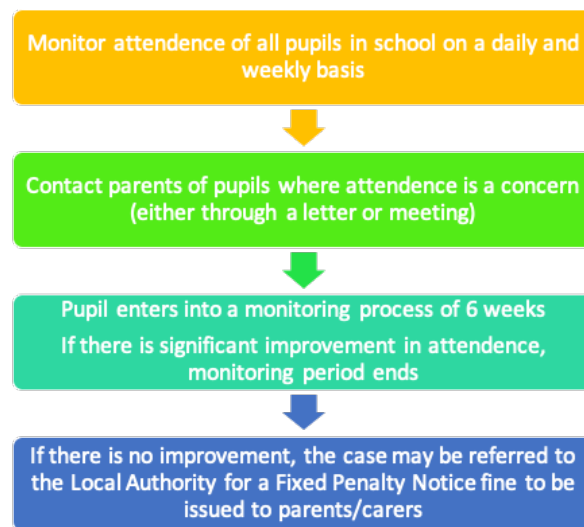 Monitor attendence of all pupils in school on a daily and
weekly basis
Contact parents of pupils where attendence is a concern
(either through a letter or meeting)
Pupil enters into a monitoring process of 6 weeks
If there is significant improvement in attendence,
monitoring period ends
If there is no improvement, the case may be referred to
the Local Authority for a Fixed Penalty Notice fine to be
issued to parents/carers